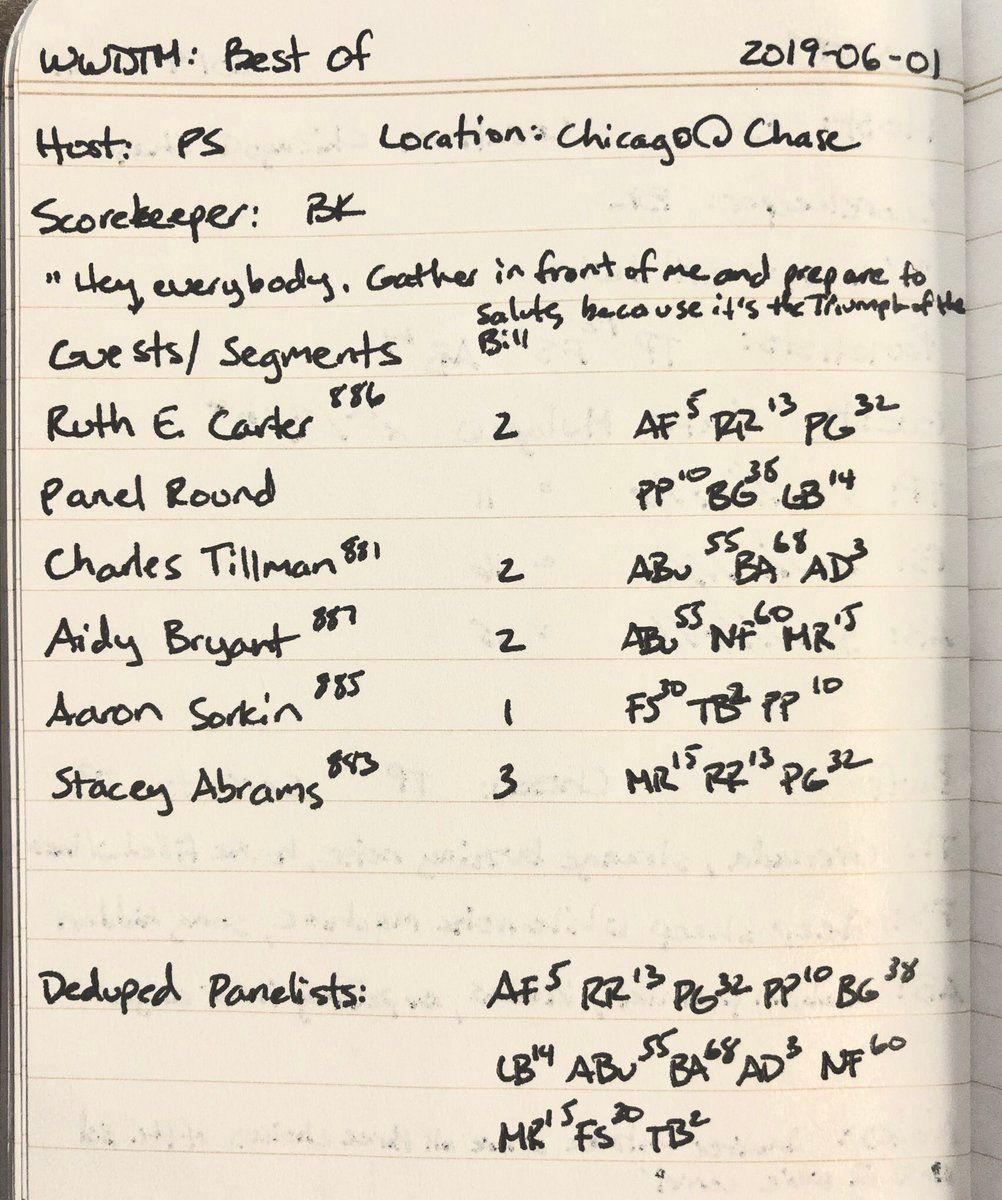 WWDTM: Best of 2019-06-01
Host: PS Location: Chicago @ Chase
Scorekeeper: BK
"Hey, everybody. Gather in front of me and prepare to
salute, because it's the Triumph of the
Bill
Guests/Segments
Ruth E. Carter 886 2 AF 5 RR 13 PG 32
Panel Round PP 10 BG 38 LB 14
Charles Tillman 881 2 ABu 55 BA 68 AD 3
Aidy Bryant 887 2 ABu 55 NF 60 MR 15
Aaron Sorkin 885 1 FS 30 TB 2 PP 10
Stacey Abrams 883 3 MR 15 RR 13 PG 32
Deduped Panelists: AF 5 RR 13 PG 32 PP 10 BG 38
LB 14 ABu 55 BA 68 AD 3 NF 60
MR 15 FS 30 TB 2